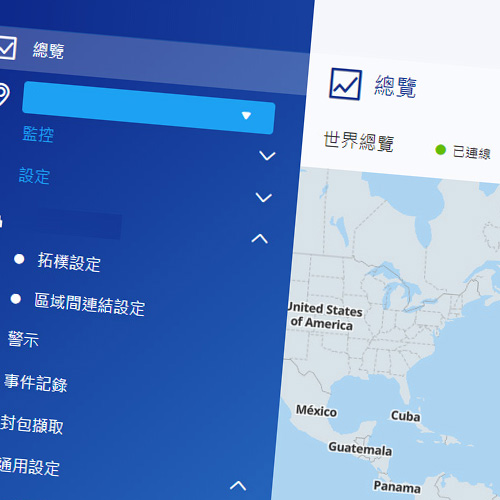 總覽
監控
設定
拓樸設定
區域間連結設定
警示
事件記錄
封包擷取
通用設定
總覽
世界總覽
已連線
United States
of America
México
Cuba
Guatemala
Panama